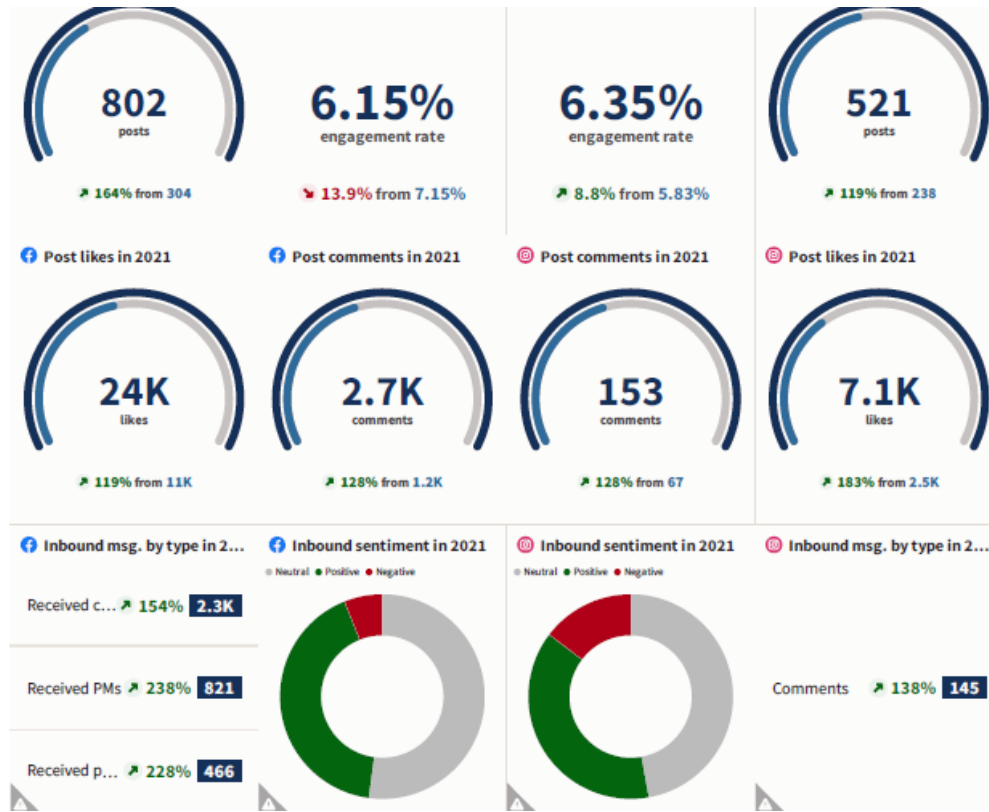 802
posts
164% from 304
6.15%
engagement rate
13.9% from 7.15%
6.35%
engagement rate
8.8% from 5.83%
521
posts
119% from 238
Post likes in 2021
24K
likes
119% from 11K
Post comments in 2021
2.7K
comments
128% from 1.2K
Post comments in 2021
153
comments
128% from 67
Post likes in 2021
7.1K
likes
183% from 2.5K
Inbound msg. by type in 2...
Received c... 154% 2.3K
Received PMs 238% 821
Received p... 228% 466
Inbound sentiment in 2021
Neutral Positive Negative
Inbound sentiment in 2021
Neutral Positive Negative
Inbound msg. by type in 2...
Comments 138% 145